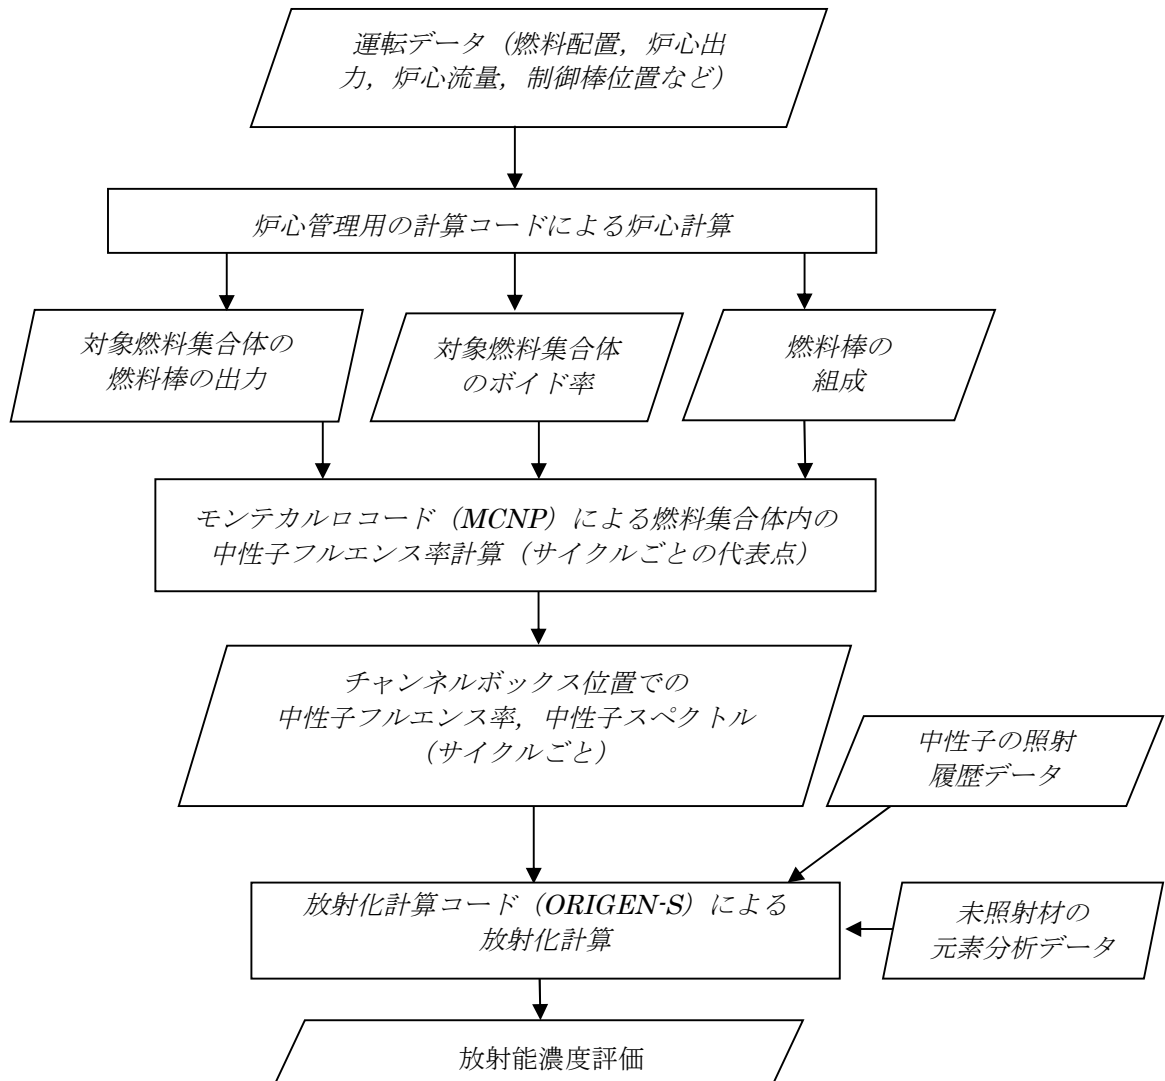 運転データ（燃料配置，炉心出
力，炉心流量，制御棒位置など）
炉心管理用の計算コードによる炉心計算
対象燃料集合体の
燃料棒の出力
対象燃料集合体
のボイド率
燃料棒の
組成
モンテカルロコード（MCNP）による燃料集合体内の
中性子フルエンス率計算（サイクルごとの代表点）
チャンネルボックス位置での
中性子フルエンス率，中性子スペクトル
（サイクルごと）
中性子の照射
履歴データ
放射化計算コード（ORIGEN-S）による
放射化計算
未照射材の
元素分析データ
放射能濃度評価